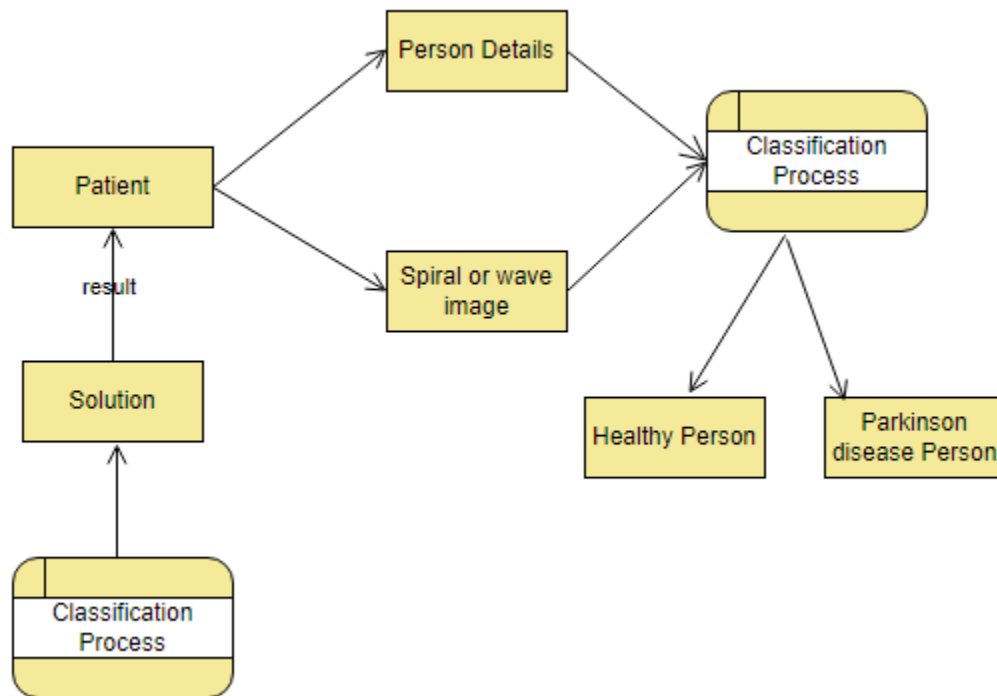 Person Details
Classification
Process
Patient
Spiral or wave
image
result
Solution
Healthy Person
Parkinson
disease Person
Classification
Process